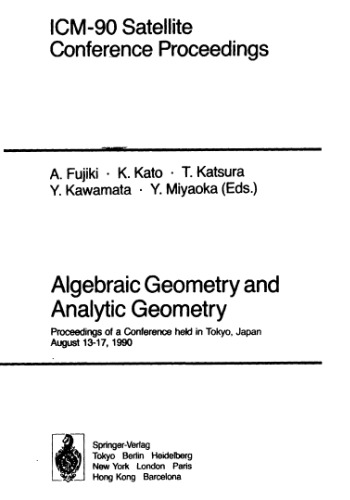 ICM-90 Satellite
Conference Proceedings
A. Fujiki · K. Kato · T. Katsura
Y. Kawamata · Y. Miyaoka (Eds.)
Algebraic Geometry and
Analytic Geometry
Proceedings of a Conference held in Tokyo, Japan
August 13-17, 1990
Springer-Verlag
Tokyo Berlin Heidelberg
New York London Paris
Hong Kong Barcelona